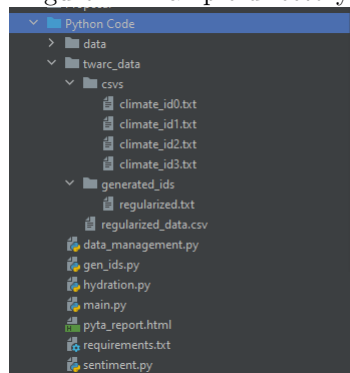 Python Code
data
twarc_data
csvs
climate_id0.txt
climate_id1.txt
climate_id2.txt
climate_id3.txt
generated_ids
regularized.txt
regularized_data.csv
data_management.py
gen_ids.py
hydration.py
main.py
pyta_report.html
requirements.txt
sentiment.py